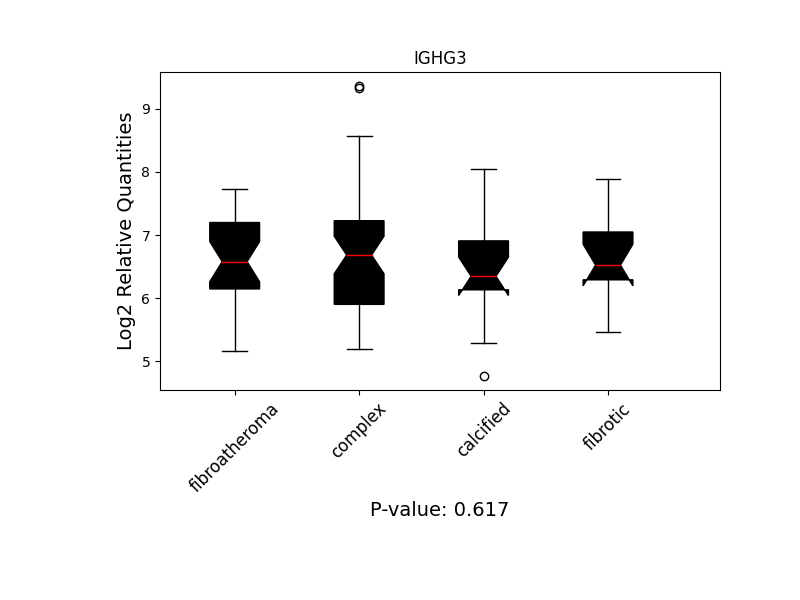 IGHG3
Log2 Relative Quantities
9
8
7
6
5
fibroatheroma
complex
calcified
fibrotic
P-value: 0.617